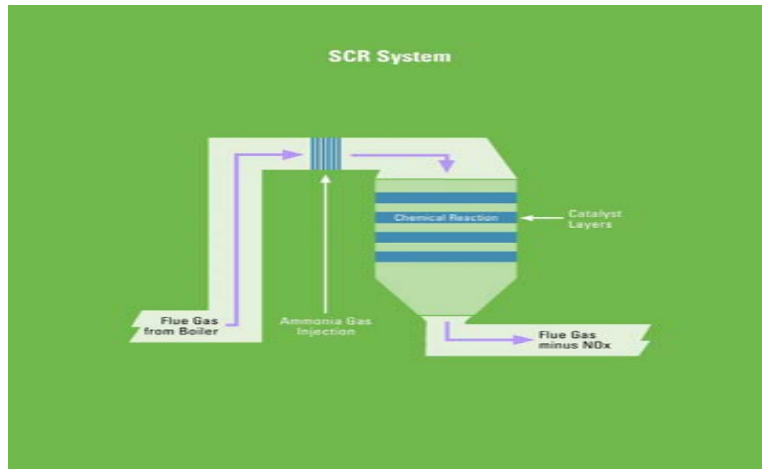 SCR System
Chemical Reaction
Catalyst
Layers
Flue Gas
from Boiler
Ammonia Gas
Injection
Flue Gas
minus NOx